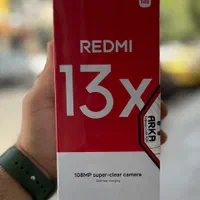 REDMI
13x
ARKA
108MP super-clear camera